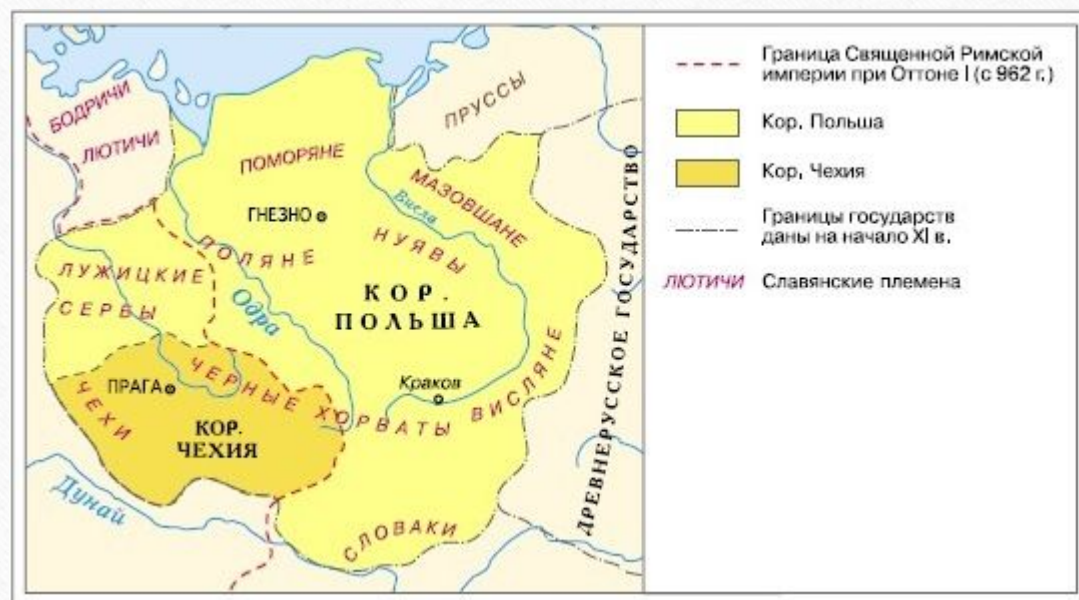 БОДРИЧИ
ЛЮТИЧИ
ПРУССЫ
ПОМОРЯНЕ
МАЗОВШАНЕ
Висла
ГНЕЗНО
НУЯВЫ
ПОЛЯНЕ
ЛУЖИЦКИЕ
СЕРВЫ
Одра
КОР.
ПОЛЬША
ДРЕВНЕРУССКОЕ ГОСУДАРСТВО
Краков
ВИСЛЯНЕ
ПРАГА
ЧЕРНЫЕ ХОРВАТЫ
ЧЕХИ
КОР.
ЧЕХИЯ
Дунай
СЛОВАКИ
Граница Священной Римской
империи при Оттоне I (с 962 г.)
Кор. Польша
Кор. Чехия
Границы государств
даны на начало XI в.
ЛЮТИЧИ Славянские племена